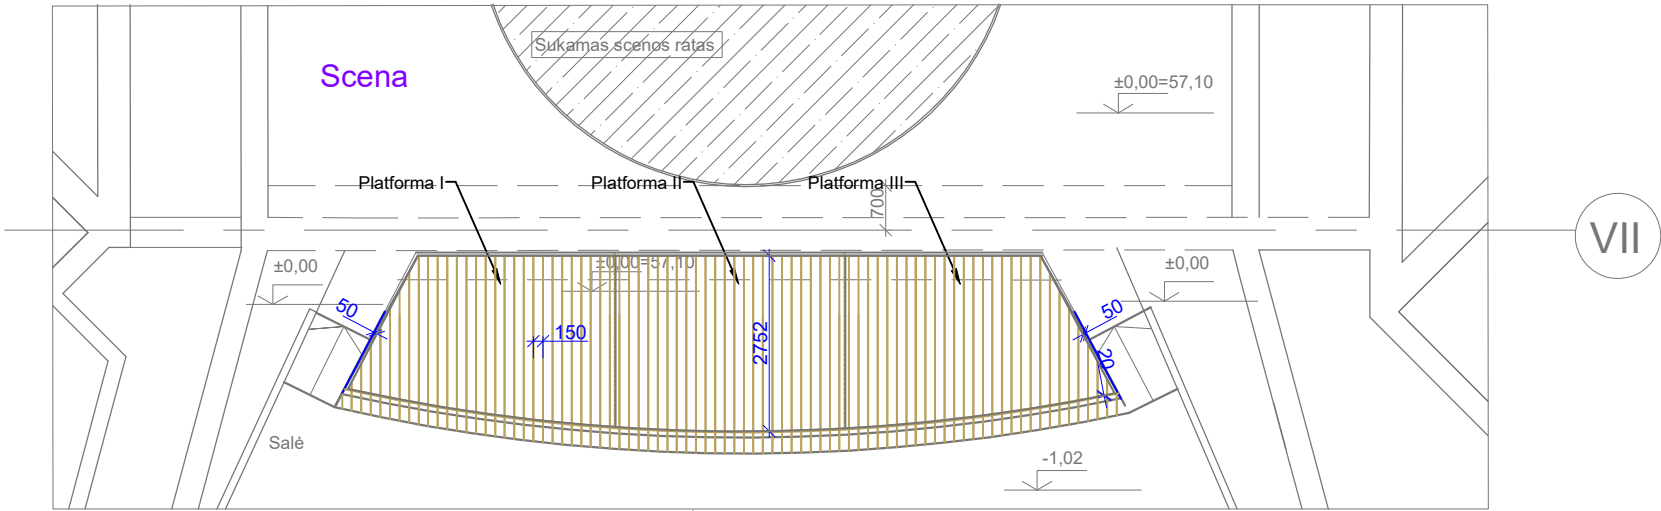 Sukamas scenos ratas
Scena
±0,00=57,10
Platforma I
Platforma II
Platforma III
700
VII
±0,00
±0,00=57,10
±0,00
50
150
2752
50
20
Salė
-1,02